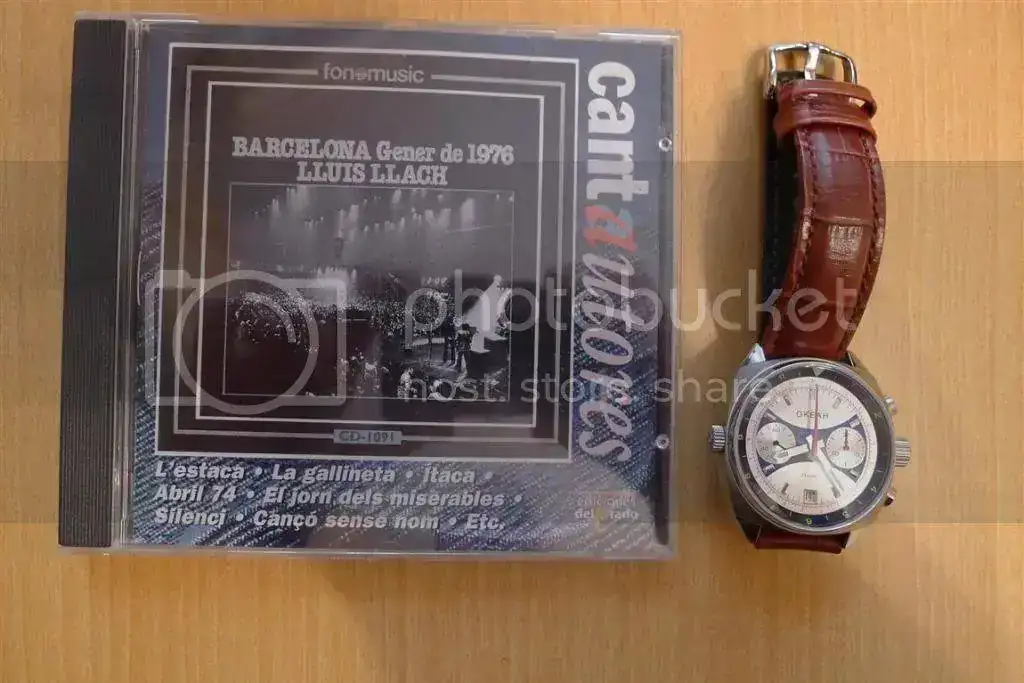 fonomusic
BARCELONA Gener de 1976
LLUIS LLACH
CD-1091
cantautores
L'estaca • La gallineta • Itaca •
Abril 74 • El jorn dels miserables •
Silenci • Cançó sense nom • Etc.
photobucket
host. store. share.
ОКЕАН